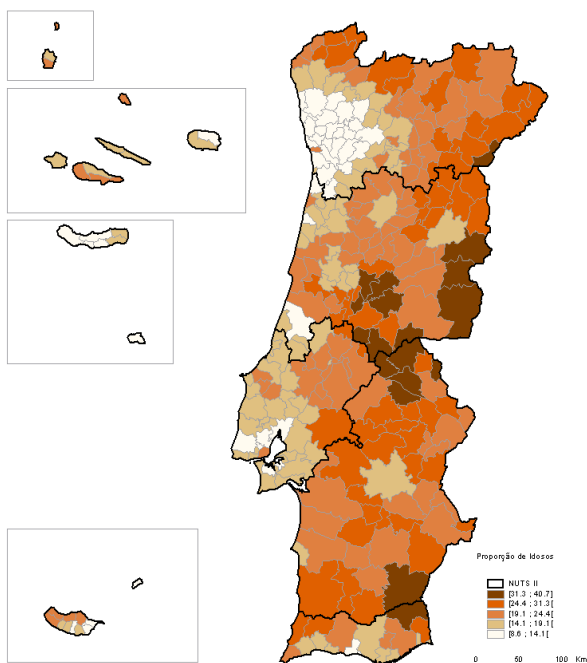 Proporção de Idosos
NUTS II
[31.3 ; 40.7]
[24.4 ; 31.3[
[19.1 ; 24.4[
[14.1 ; 19.1[
[8.6 ; 14.1[
0 50 100 Km